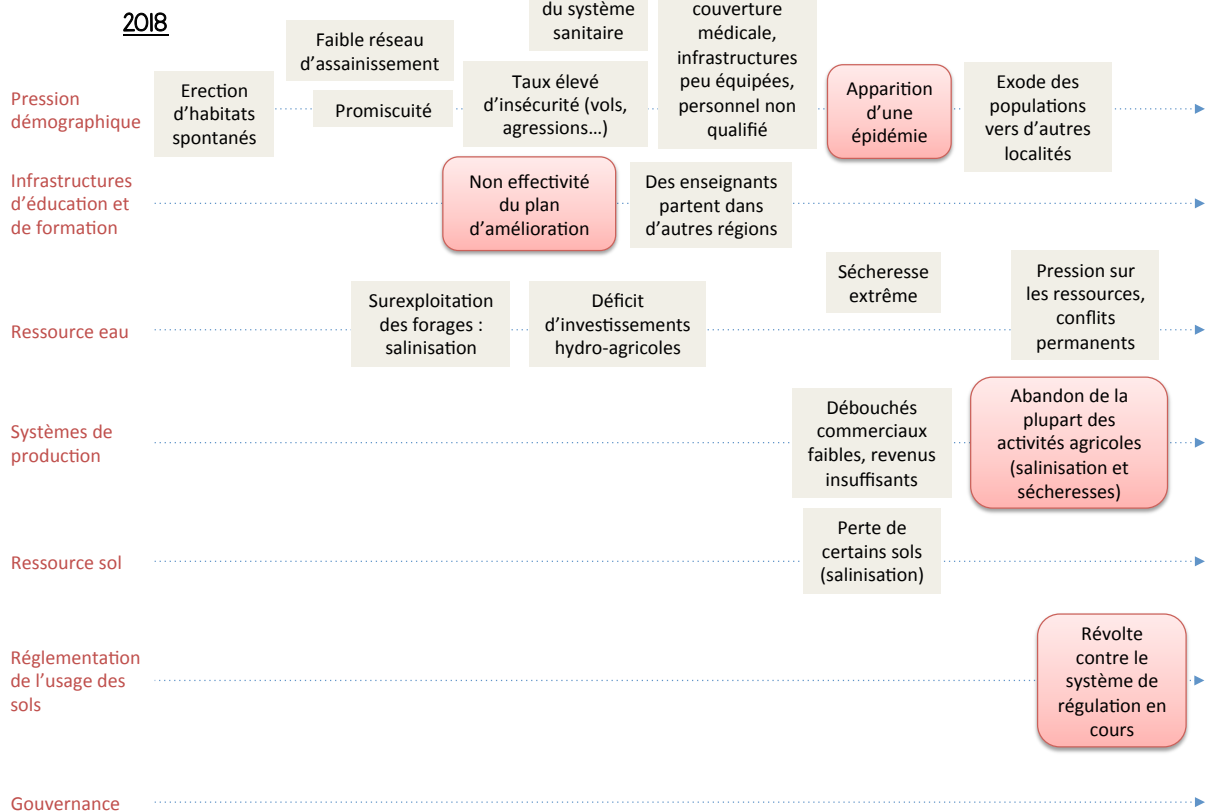 2018
du système
sanitaire
couverture
médicale,
infrastructures
peu équipées,
personnel non
qualifié
Faible réseau
d'assainissement
Pression
démographique
Erection
d'habitats
spontanés
Promiscuité
Taux élevé
d'insécurité (vols,
agressions…)
Apparition
d'une
épidémie
Exode des
populations
vers d'autres
localités
Infrastructures
d'éducation et
de formation
Non effectivité
du plan
d'amélioration
Des enseignants
partent dans
d'autres régions
Ressource eau
Surexploitation
des forages :
salinisation
Déficit
d'investissements
hydro-agricoles
Sécheresse
extrême
Pression sur
les ressources,
conflits
permanents
Systèmes de
production
Débouchés
commerciaux
faibles, revenus
insuffisants
Abandon de la
plupart des
activités agricoles
(salinisation et
sécheresses)
Ressource sol
Perte de
certains sols
(salinisation)
Réglementation
de l'usage des
sols
Révolte
contre le
système de
régulation en
cours
Gouvernance